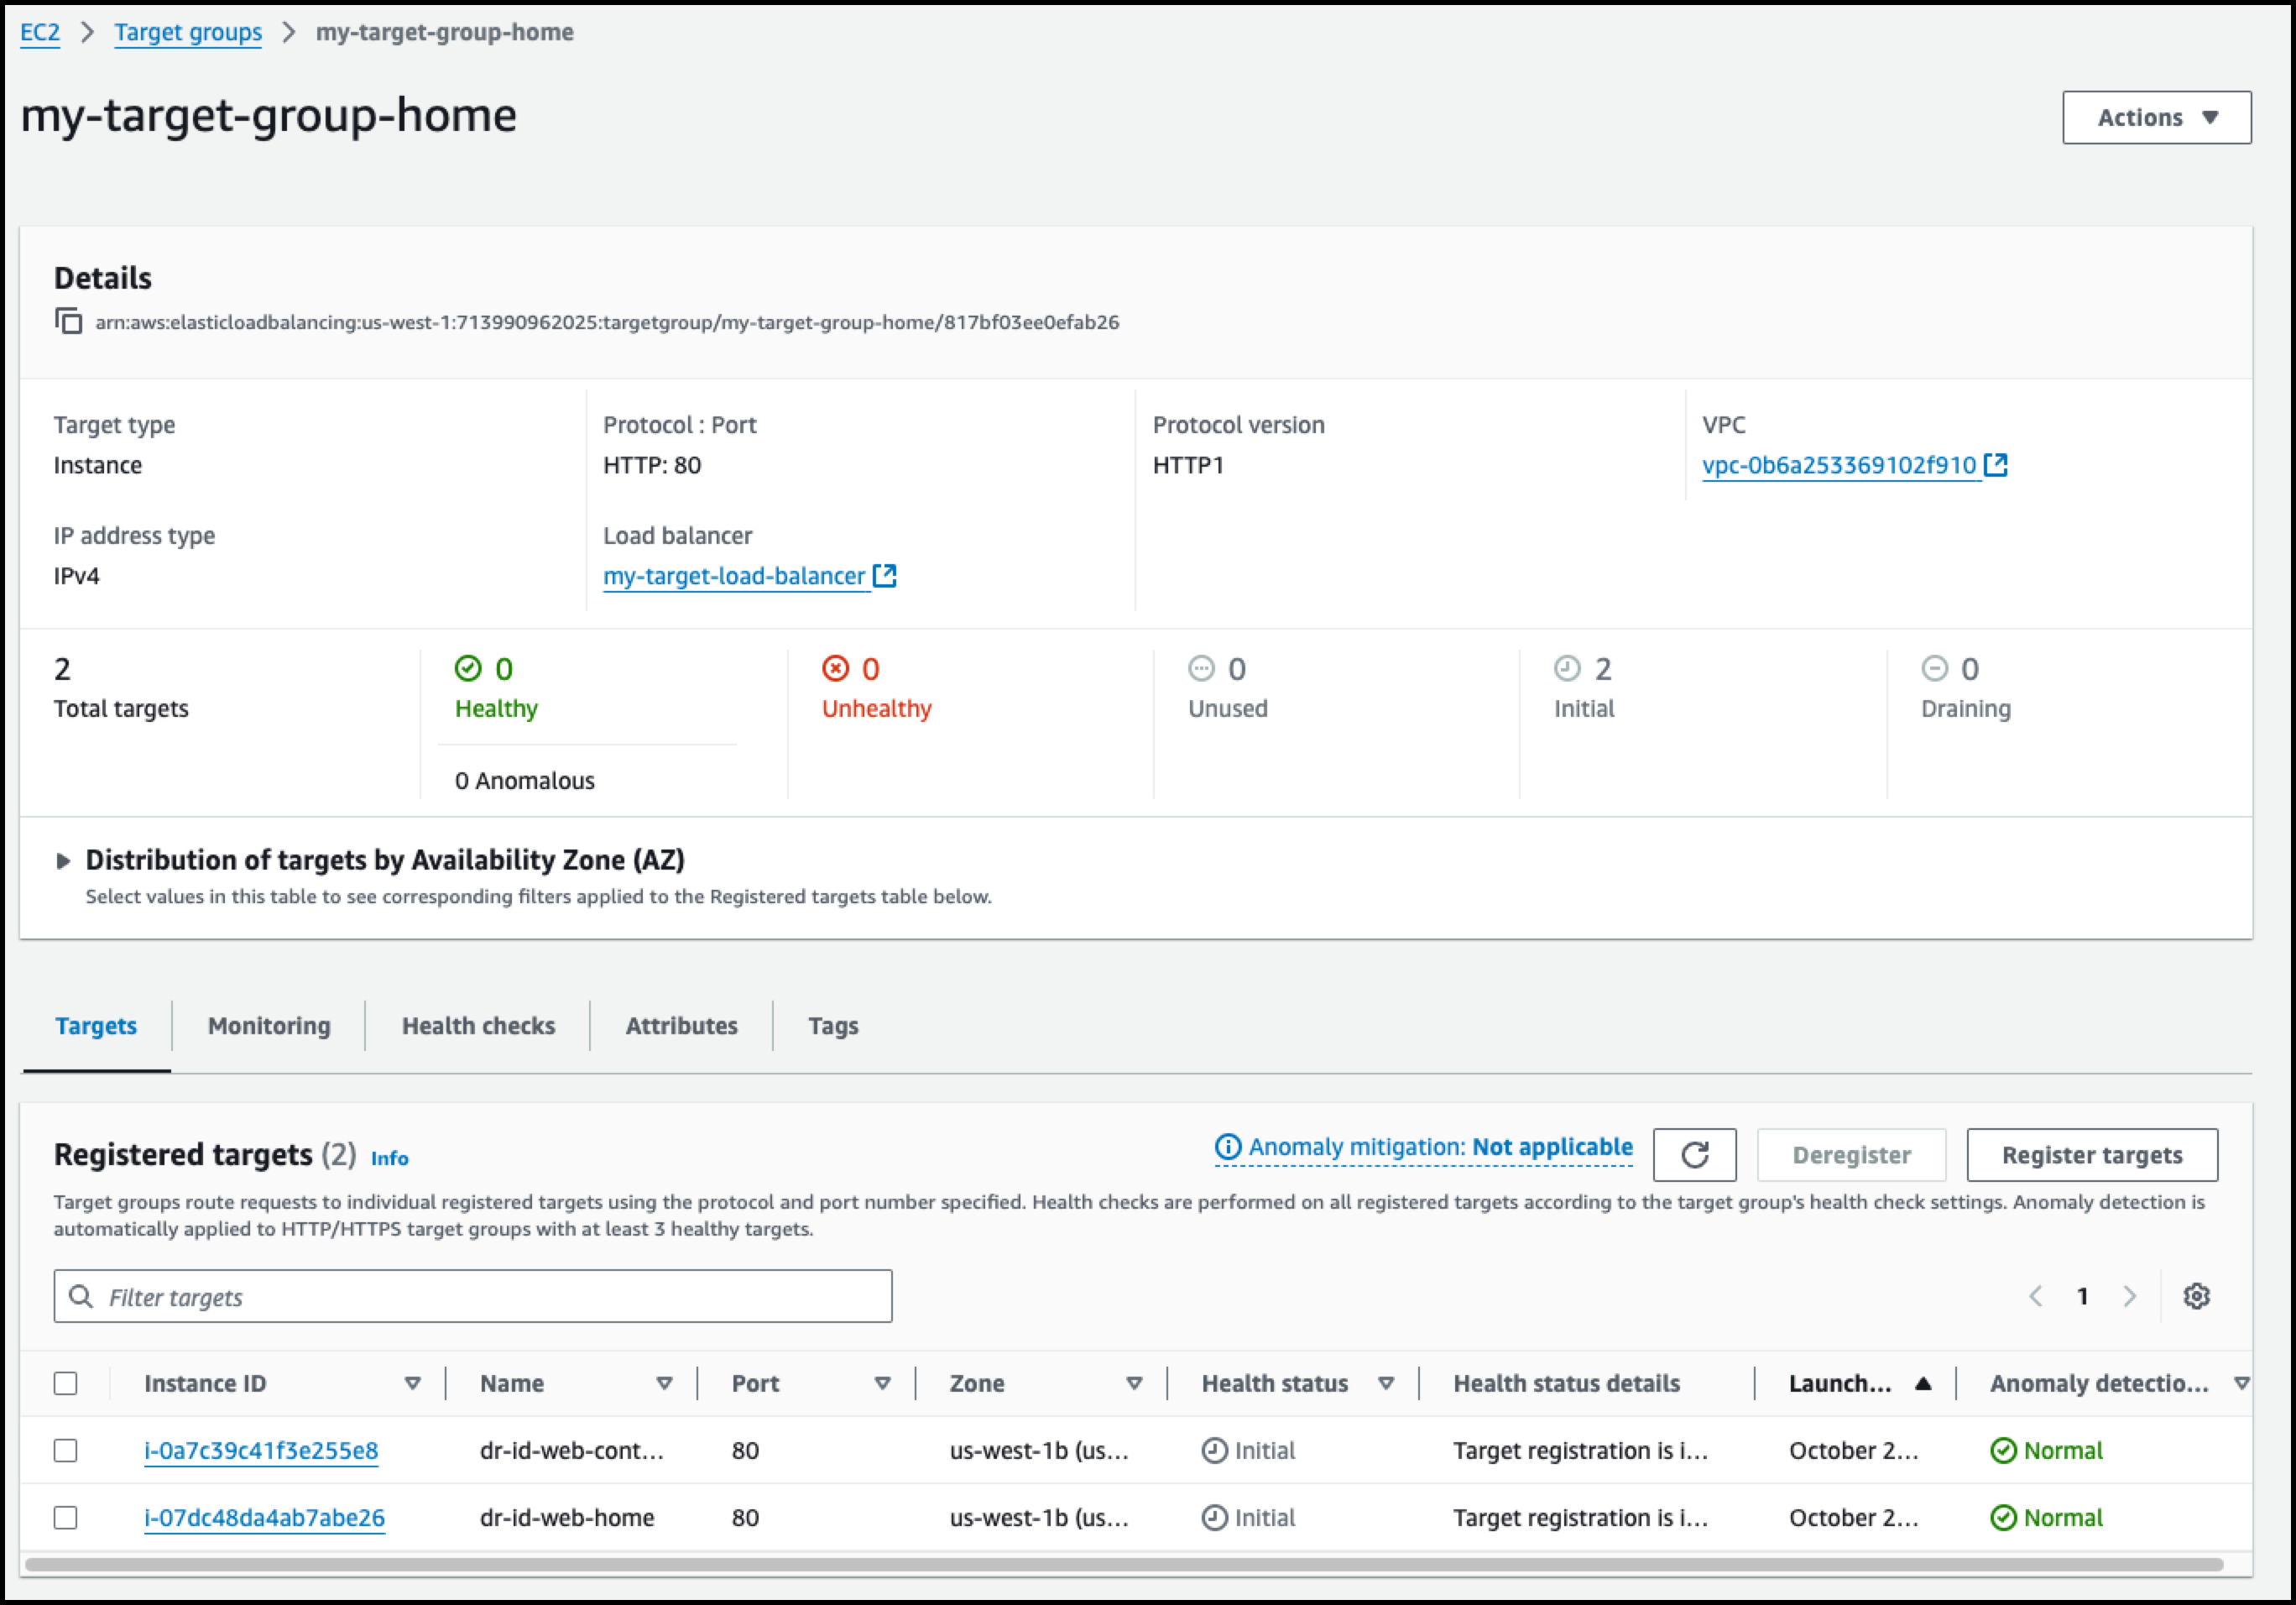 EC2 > Target groups > my-target-group-home
my-target-group-home
Actions
Details
arn:aws:elasticloadbalancing:us-west-1:713990962025:targetgroup/my-target-group-home/817bf03ee0efab26
Target type
Instance
Protocol : Port
HTTP: 80
Protocol version
HTTP1
VPC
vpc-0b6a253369102f910
IP address type
IPv4
Load balancer
my-target-load-balancer
2
Total targets
0
Healthy
0 Anomalous
0
Unhealthy
0
Unused
2
Initial
0
Draining
Distribution of targets by Availability Zone (AZ)
Select values in this table to see corresponding filters applied to the Registered targets table below.
Targets Monitoring Health checks Attributes Tags
Registered targets (2) Info
Anomaly mitigation: Not applicable
Deregister
Register targets
Target groups route requests to individual registered targets using the protocol and port number specified. Health checks are performed on all registered targets according to the target group's health check settings. Anomaly detection is
automatically applied to HTTP/HTTPS target groups with at least 3 healthy targets.
Filter targets
1
Instance ID Name Port Zone Health status Health status details Launch... Anomaly detectio...
i-0a7c39c41f3e255e8 dr-id-web-cont... 80 us-west-1b (us... Initial Target registration is i... October 2... Normal
i-07dc48da4ab7abe26 dr-id-web-home 80 us-west-1b (us... Initial Target registration is i... October 2... Normal